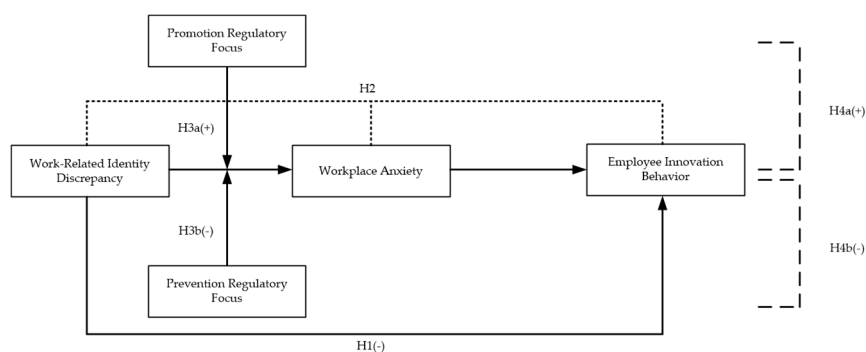 Promotion Regulatory
Focus
H2
H4a(+)
H3a(+)
Work-Related Identity
Discrepancy
Workplace Anxiety
Employee Innovation
Behavior
H3b(-)
H4b(-)
Prevention Regulatory
Focus
H1(-)